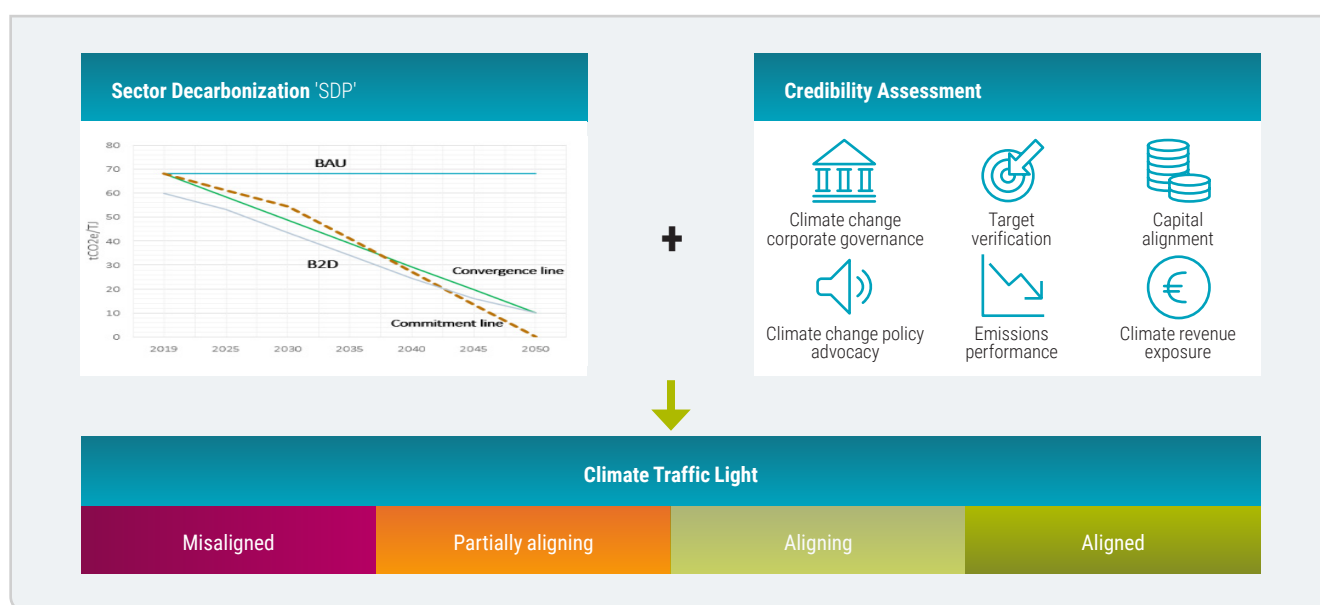 Sector Decarbonization 'SDP'
80
70
60
50
40
30
20
10
0
tCO2e/TJ
BAU
B2D
Convergence line
Commitment line
2019 2025 2030 2035 2040 2045 2050
+
Credibility Assessment
Climate change
corporate governance
Target
verification
Capital
alignment
Climate change policy
advocacy
Emissions
performance
€
Climate revenue
exposure
Climate Traffic Light
Misaligned
Partially aligning
Aligning
Aligned